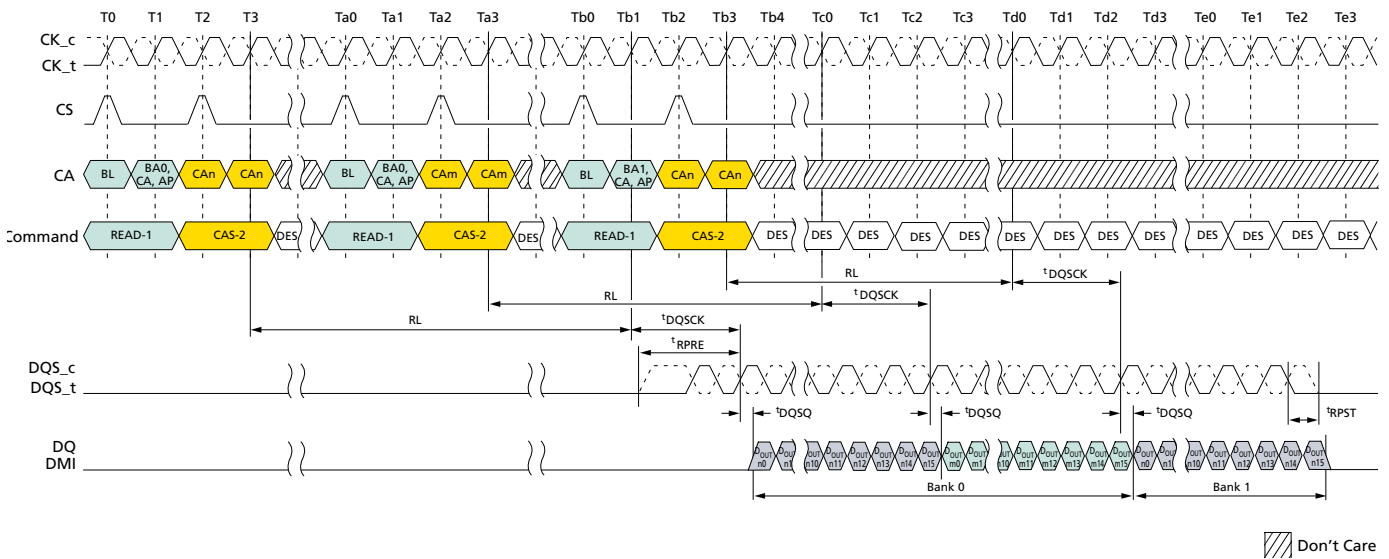 T0 T1 T2 T3 Ta0 Ta1 Ta2 Ta3 Tb0 Tb1 Tb2 Tb3 Tb4 Tc0 Tc1 Tc2 Tc3 Td0 Td1 Td2 Td3 Te0 Te1 Te2 Te3
CK_c
CK_t
CS
CA BL BA0, CA, AP CAn CAn BL BA0, CA, AP CAm CAm BL BA1, CA, AP CAn CAn
Command READ-1 CAS-2 DES READ-1 CAS-2 DES READ-1 CAS-2 DES DES DES DES DES DES DES DES DES DES DES DES DES
RL tDQSCK
RL tDQSCK
RL tDQSCK
tRPRE
DQS_c
DQS_t
tDQSQ tDQSQ tDQSQ tRPST
DQ
DMI
DOUT n0 DOUT n1 DOUT n10 DOUT n11 DOUT n12 DOUT n13 DOUT n14 DOUT n15 DOUT m0 DOUT m1 DOUT m10 DOUT m11 DOUT m12 DOUT m13 DOUT m14 DOUT m15 DOUT n0 DOUT n1 DOUT n10 DOUT n11 DOUT n12 DOUT n13 DOUT n14 DOUT n15
Bank 0 Bank 1
Don't Care